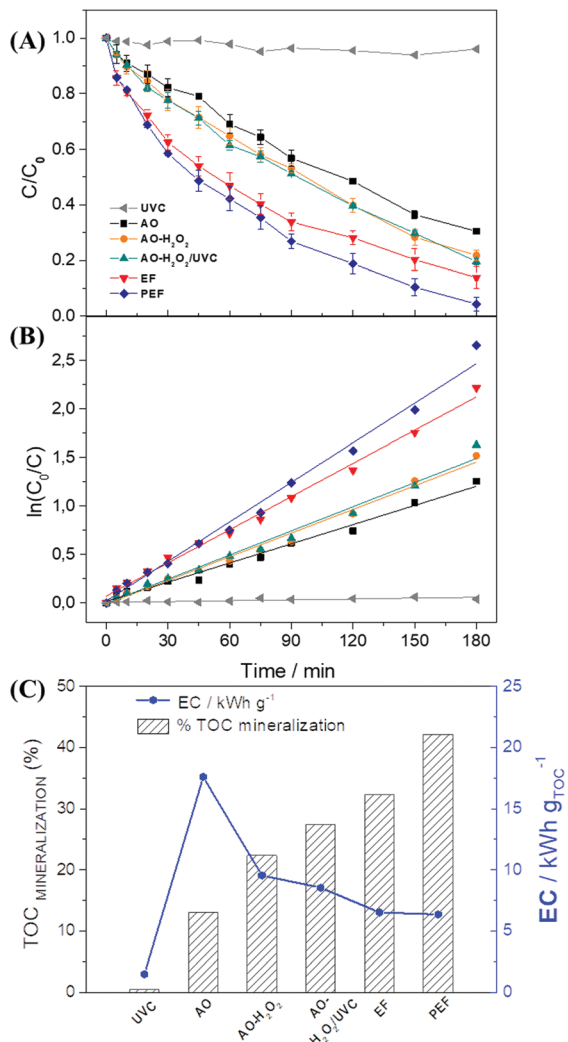 (A)
1.0
0.8
0.6
0.4
0.2
0.0
C/C₀
UVC
AO
AO-H₂O₂
AO-H₂O₂/UVC
EF
PEF
(B)
2,5
2,0
1,5
1,0
0,5
0,0
ln(C₀/C)
0 30 60 90 120 150 180
Time / min
(C)
50
40
30
20
10
0
TOC MINERALIZATION (%)
EC / kWh g⁻¹
% TOC mineralization
25
20
15
10
5
0
EC / kWh g_TOC⁻¹
UVC
AO
AO-H₂O₂
AO-
H₂O₂/UVC
EF
PEF